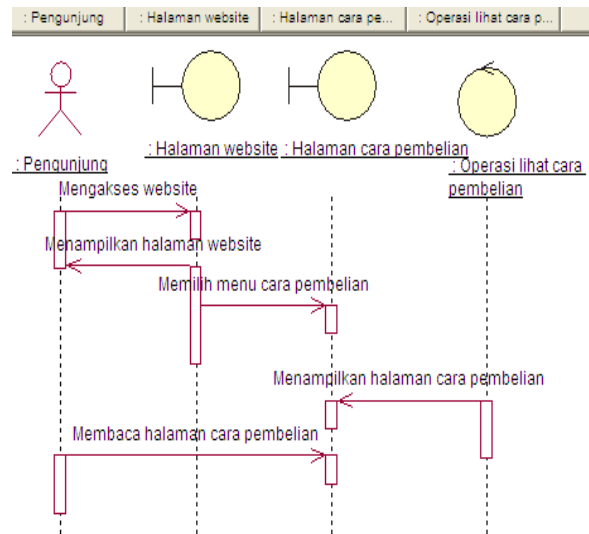 : Pengunjung
: Halaman website
: Halaman cara pe...
: Operasi lihat cara p...
: Pengunjung
: Halaman website
: Halaman cara pembelian
: Operasi lihat cara
pembelian
Mengakses website
Menampilkan halaman website
Memilih menu cara pembelian
Menampilkan halaman cara pembelian
Membaca halaman cara pembelian